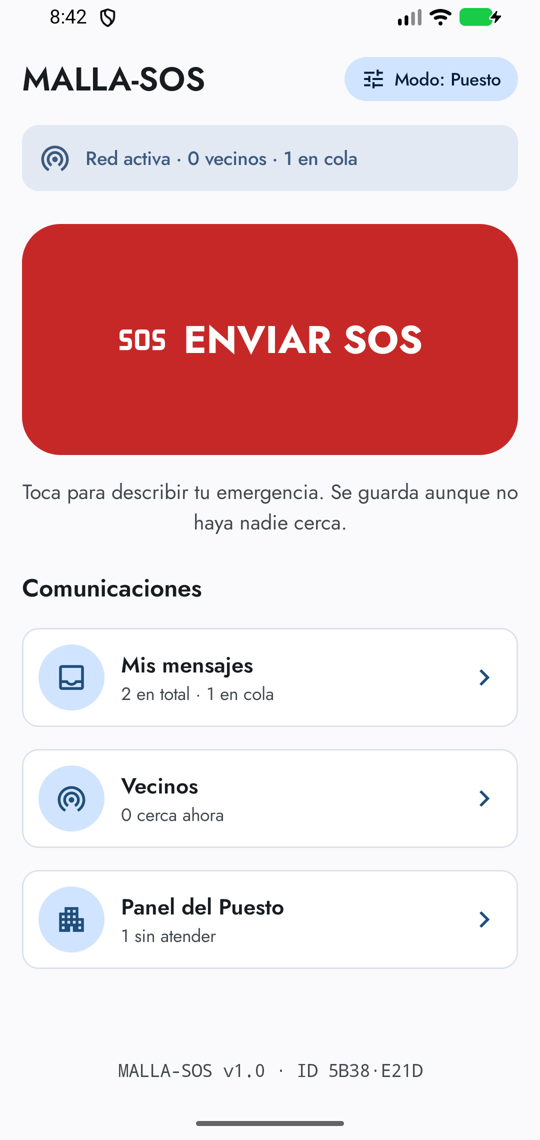 8:42
MALLA-SOS
Modo: Puesto
Red activa · 0 vecinos · 1 en cola
SOS ENVIAR SOS
Toca para describir tu emergencia. Se guarda aunque no
haya nadie cerca.
Comunicaciones
Mis mensajes
2 en total · 1 en cola
Vecinos
0 cerca ahora
Panel del Puesto
1 sin atender
MALLA-SOS v1.0 · ID 5B38·E21D